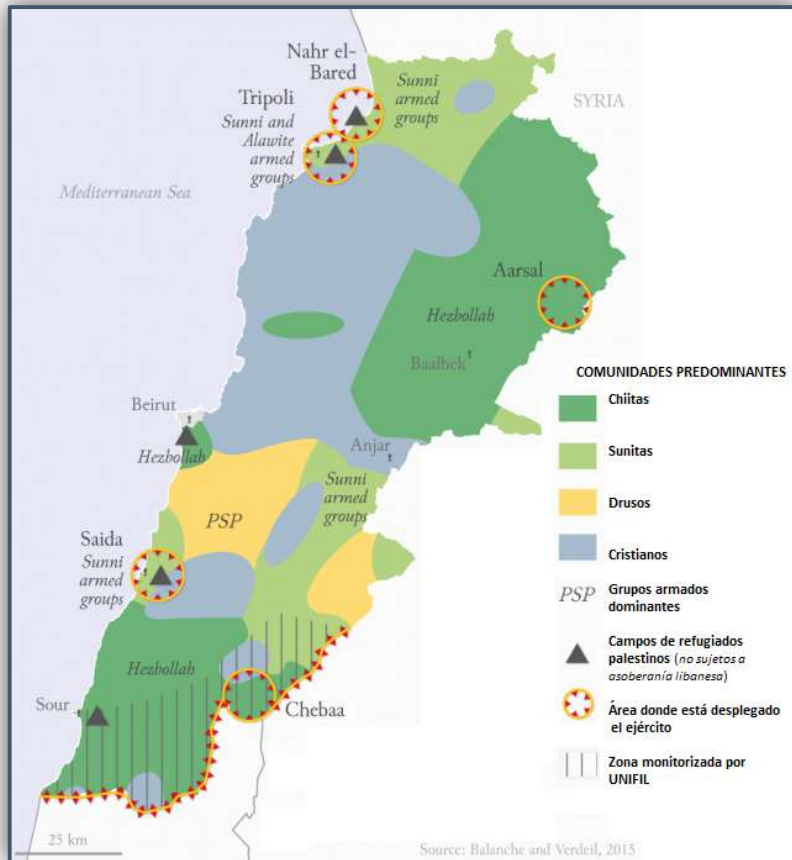 Nahr el-
Bared
Sunni
armed
groups
SYRIA
Tripoli
Sunni and
Alawite
armed
groups
Mediterranean Sea
Aarsal
Hezbollah
Baalbek
Beirut
Hezbollah
Anjar
Sunni
armed
groups
PSP
Saida
Sunni
armed
groups
Hezbollah
Sour
Chebaa
25 km
COMUNIDADES PREDOMINANTES
Chiitas
Sunitas
Drusos
Cristianos
PSP Grupos armados
dominantes
Campos de refugiados
palestinos (no sujetos a
asoberanía libanesa)
Área donde está desplegado
el ejército
Zona monitorizada por
UNIFIL
Source: Balanche and Verdeil, 2015